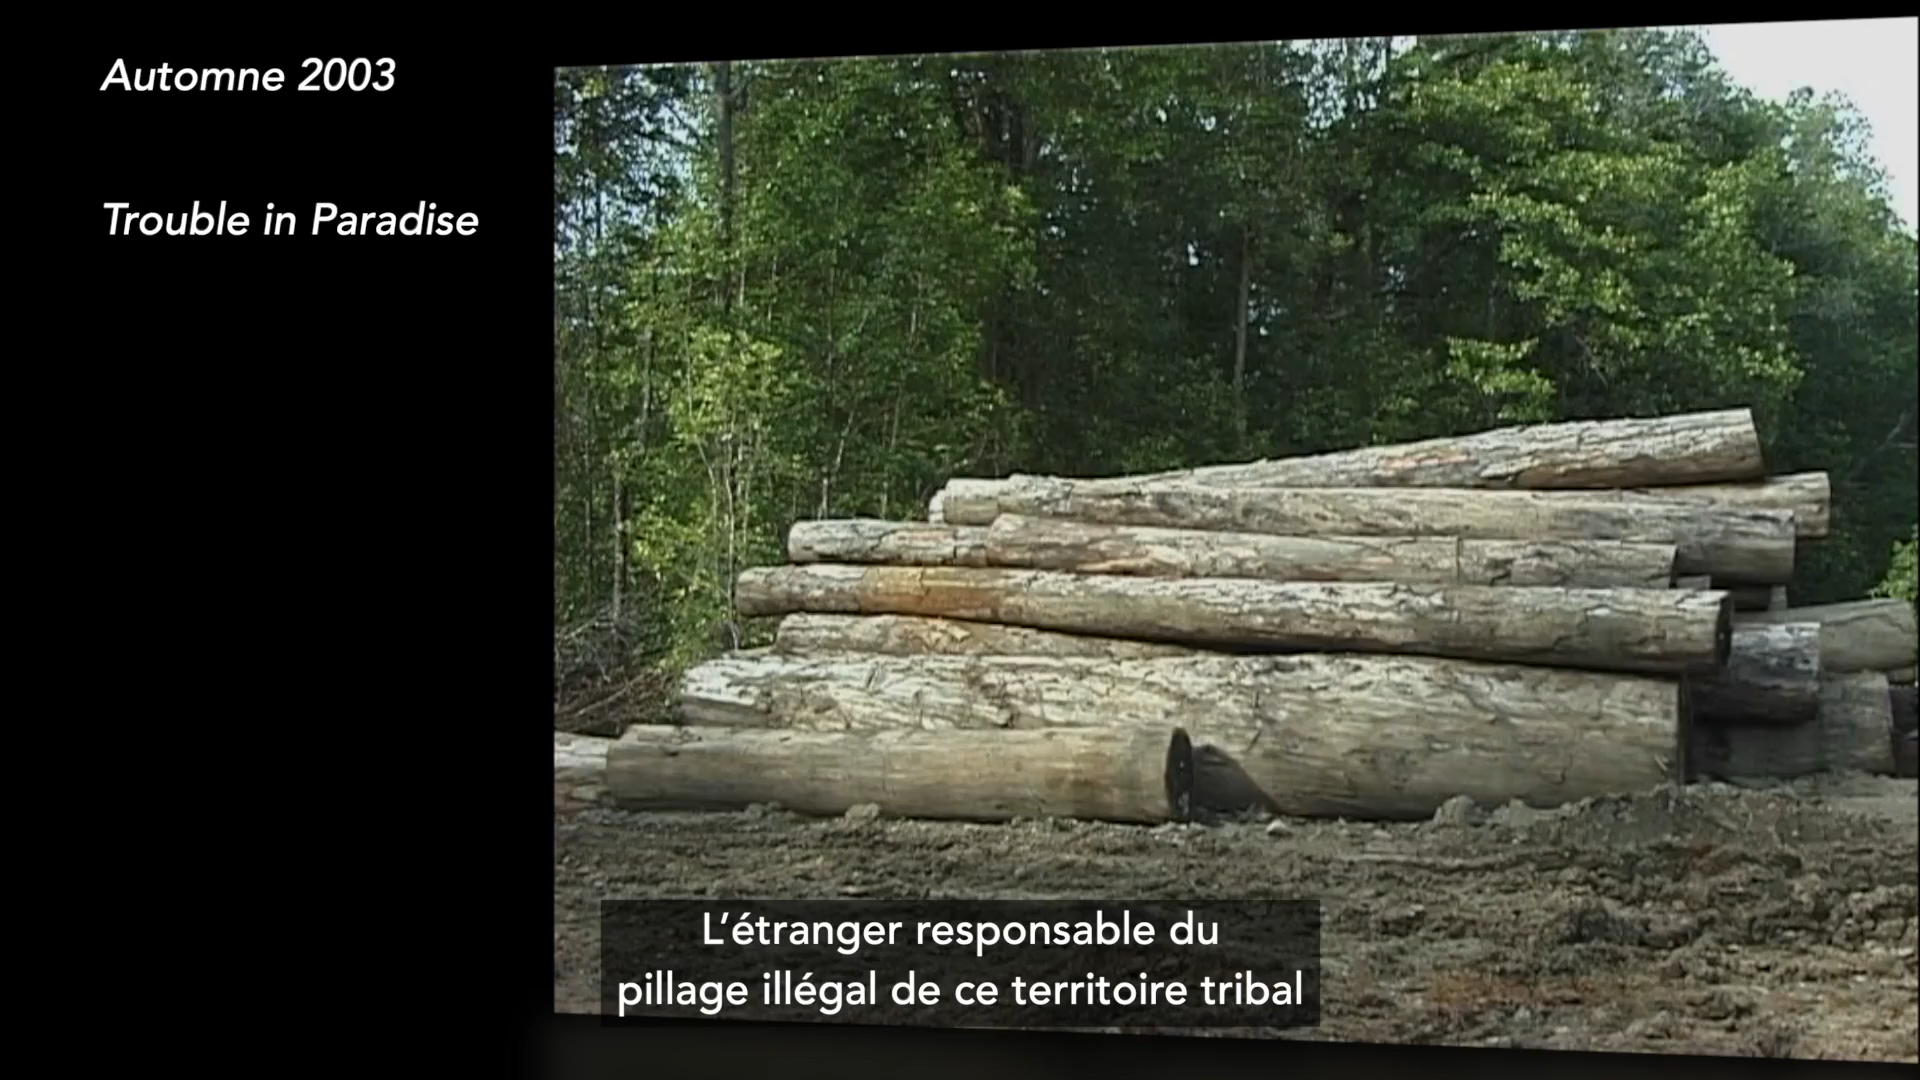 Automne 2003
Trouble in Paradise
L’étranger responsable du
pillage illégal de ce territoire tribal